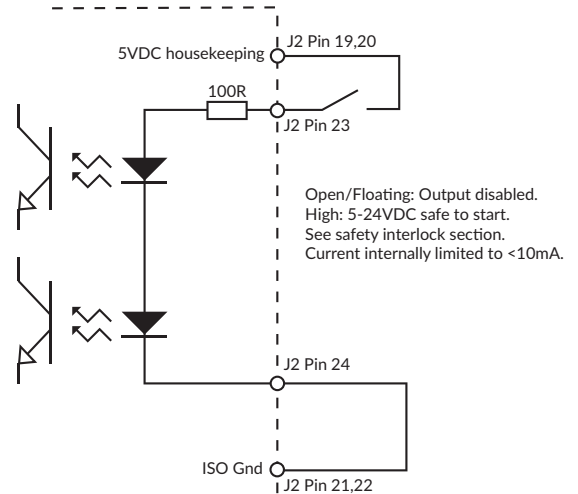 J2 Pin 19,20
5VDC housekeeping
100R
J2 Pin 23
Open/Floating: Output disabled.
High: 5-24VDC safe to start.
See safety interlock section.
Current internally limited to <10mA.
J2 Pin 24
ISO Gnd
J2 Pin 21,22